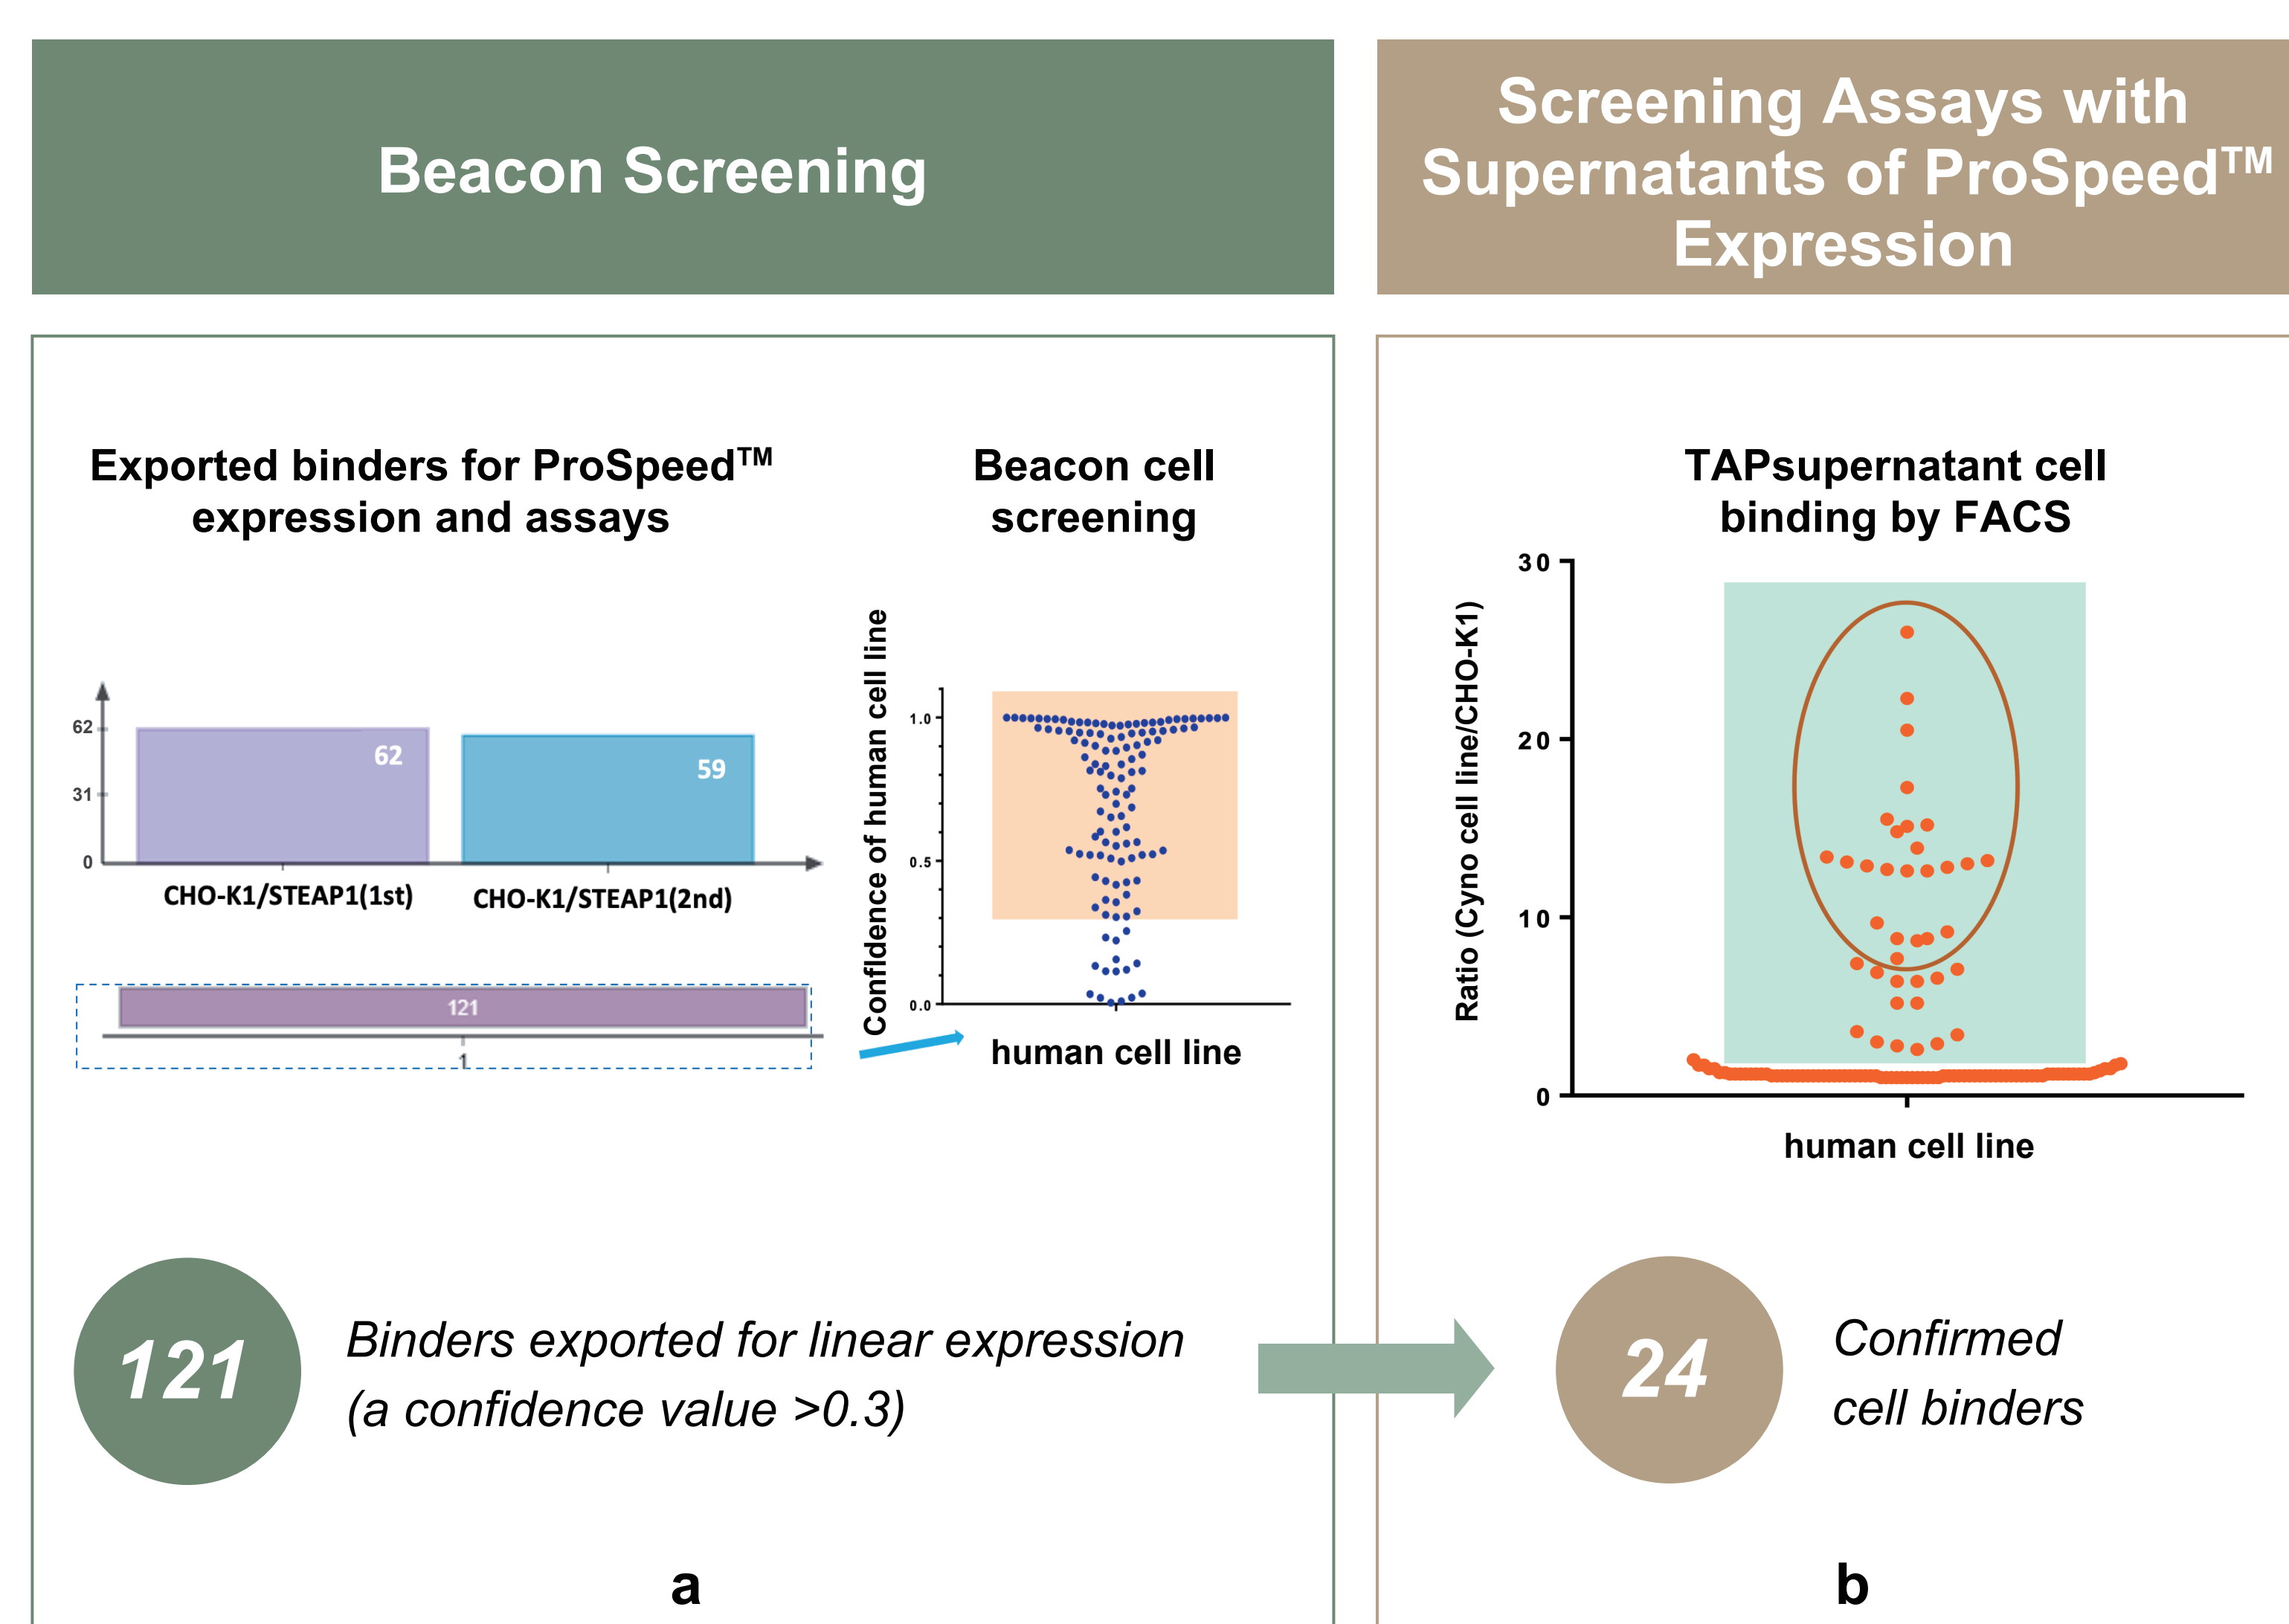 Beacon Screening
Screening Assays with
Supernatants of ProSpeed™
Expression
Exported binders for ProSpeed™
expression and assays
62
31
0
62
59
CHO-K1/STEAP1(1st)
CHO-K1/STEAP1(2nd)
121
1
Beacon cell
screening
Confidence of human cell line
1.0
0.5
0.0
human cell line
TAPsupernatant cell
binding by FACS
Ratio (Cyno cell line/CHO-K1)
30
20
10
0
human cell line
121
Binders exported for linear expression
(a confidence value >0.3)
24
Confirmed
cell binders
a
b